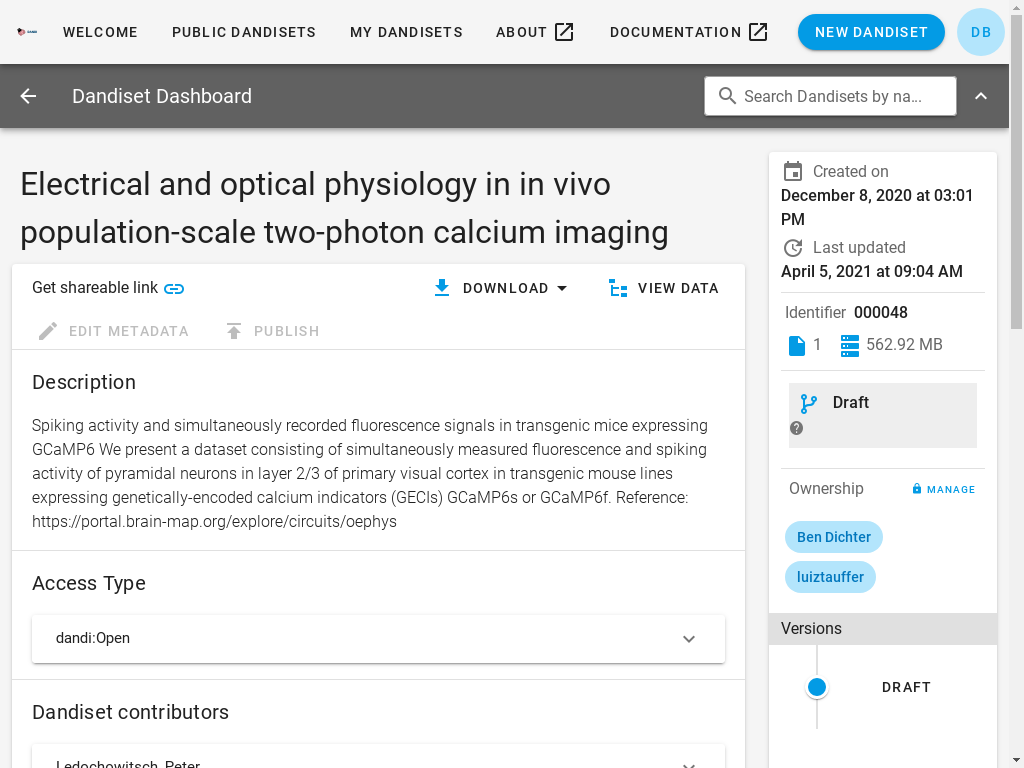 WELCOME PUBLIC DANDISETS MY DANDISETS ABOUT DOCUMENTATION NEW DANDISET DB
Dandiset Dashboard Search Dandisets by na...
Electrical and optical physiology in in vivo
population-scale two-photon calcium imaging
Get shareable link DOWNLOAD VIEW DATA
EDIT METADATA PUBLISH
Description
Spiking activity and simultaneously recorded fluorescence signals in transgenic mice expressing
GCaMP6 We present a dataset consisting of simultaneously measured fluorescence and spiking
activity of pyramidal neurons in layer 2/3 of primary visual cortex in transgenic mouse lines
expressing genetically-encoded calcium indicators (GECIs) GCaMP6s or GCaMP6f. Reference:
https://portal.brain-map.org/explore/circuits/oephys
Access Type
dandi:Open
Dandiset contributors
Ledochowitsch, Peter
Created on
December 8, 2020 at 03:01
PM
Last updated
April 5, 2021 at 09:04 AM
Identifier 000048
1 562.92 MB
Draft
Ownership MANAGE
Ben Dichter
luiztauffer
Versions
DRAFT